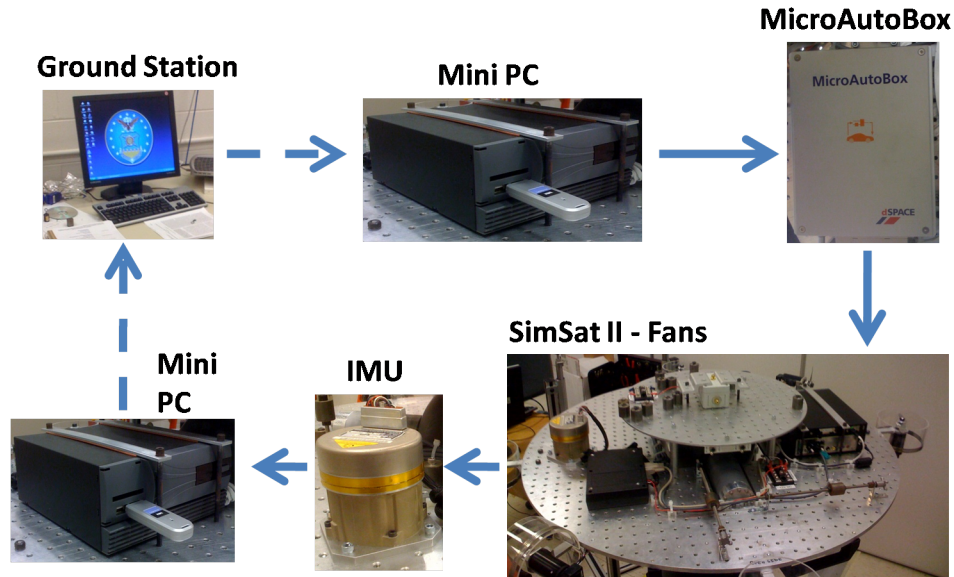 MicroAutoBox
Ground Station
Mini PC
MicroAutoBox
dSPACE
SimSat II - Fans
Mini
PC
IMU